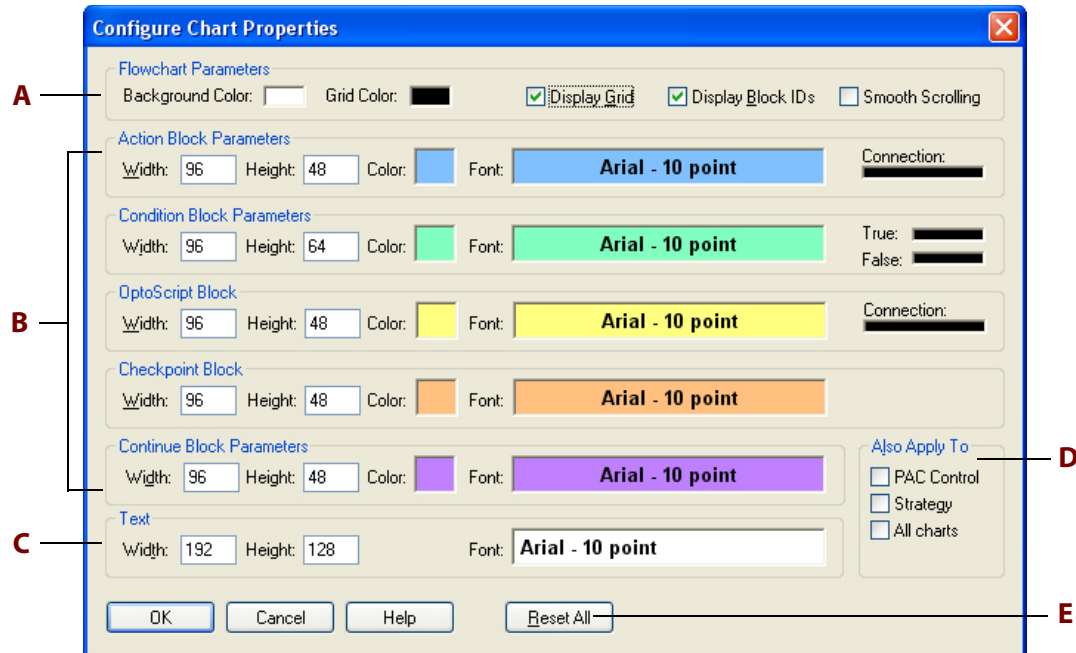 Configure Chart Properties
Flowchart Parameters
A
Background Color: Grid Color: Display Grid Display Block IDs Smooth Scrolling
Action Block Parameters
Width: 96 Height: 48 Color: Font: Arial - 10 point Connection:
Condition Block Parameters
Width: 96 Height: 64 Color: Font: Arial - 10 point True:
False:
B
OptoScript Block
Width: 96 Height: 48 Color: Font: Arial - 10 point Connection:
Checkpoint Block
Width: 96 Height: 48 Color: Font: Arial - 10 point
Continue Block Parameters
Width: 96 Height: 48 Color: Font: Arial - 10 point
Also Apply To
D
PAC Control
Strategy
All charts
Text
C
Width: 192 Height: 128 Font: Arial - 10 point
OK Cancel Help Reset All
E